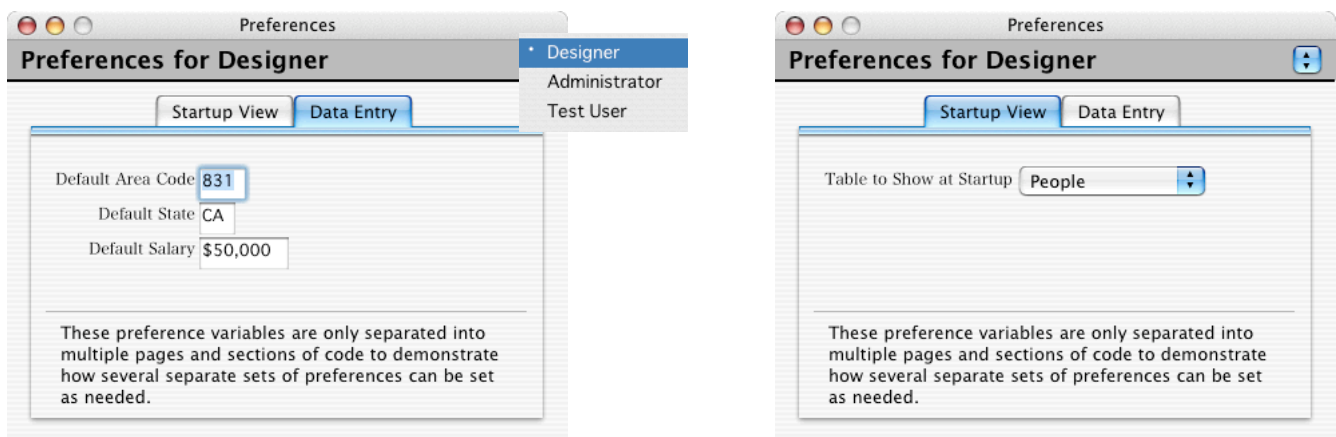 Preferences
Preferences for Designer
• Designer
Administrator
Test User
Startup View
Data Entry
Default Area Code 831
Default State CA
Default Salary $50,000
These preference variables are only separated into
multiple pages and sections of code to demonstrate
how several separate sets of preferences can be set
as needed.
Preferences
Preferences for Designer
Startup View
Data Entry
Table to Show at Startup People
These preference variables are only separated into
multiple pages and sections of code to demonstrate
how several separate sets of preferences can be set
as needed.